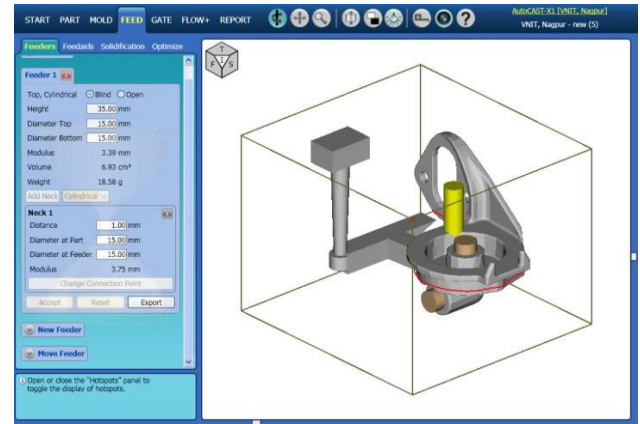 START PART MOLD FEED GATE FLOW+ REPORT
AutoCAST-X1 [VNIT, Nagpur]
VNIT, Nagpur - new (5)
Feeders Feedaids Solidification Optimize
Feeder 1
Top, Cylindrical Blind Open
Height 35.00 mm
Diameter Top 15.00 mm
Diameter Bottom 15.00 mm
Modulus 3.39 mm
Volume 6.93 cm³
Weight 18.58 g
Add Neck Cylindrical
Neck 1
Distance 1.00 mm
Diameter at Part 15.00 mm
Diameter at Feeder 15.00 mm
Modulus 3.75 mm
Change Connection Point
Accept Reset Export
New Feeder
Move Feeder
Open or close the "Hotspots" panel to
toggle the display of hotspots.
T
F S